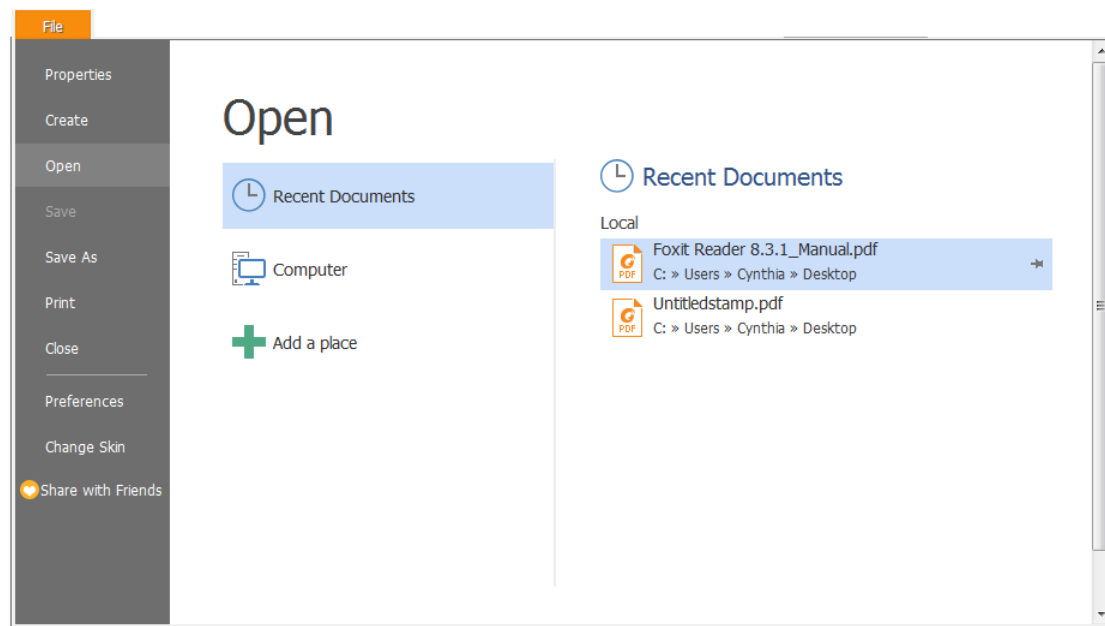 File
Properties
Create
Open
Save
Save As
Print
Close
Preferences
Change Skin
Share with Friends
Open
Recent Documents
Computer
Add a place
Recent Documents
Local
PDF
Foxit Reader 8.3.1_Manual.pdf
C: » Users » Cynthia » Desktop
PDF
Untitledstamp.pdf
C: » Users » Cynthia » Desktop